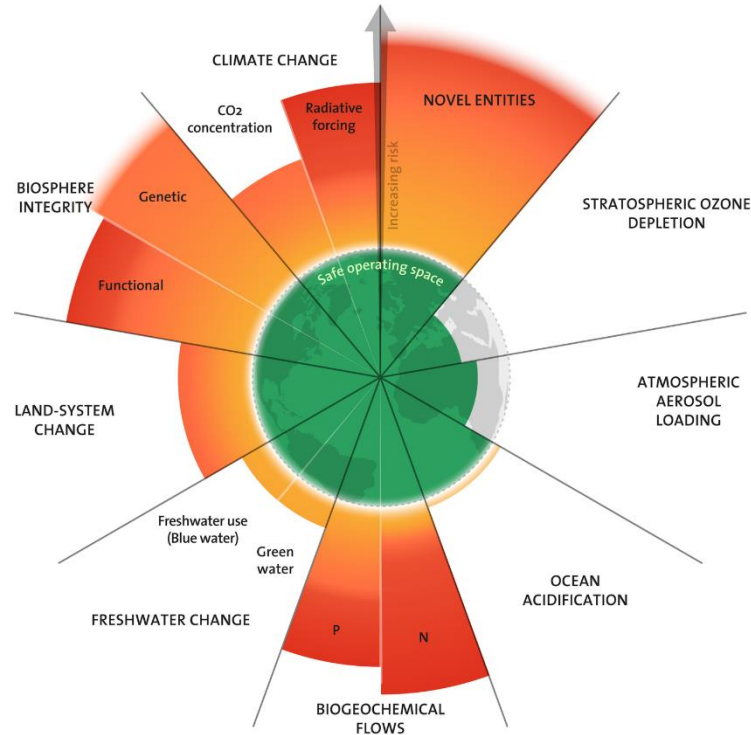 CLIMATE CHANGE
CO2
concentration
Radiative
forcing
Increasing risk
NOVEL ENTITIES
STRATOSPHERIC OZONE
DEPLETION
BIOSPHERE
INTEGRITY
Genetic
Functional
Safe operating space
ATMOSPHERIC
AEROSOL
LOADING
LAND-SYSTEM
CHANGE
Freshwater use
(Blue water)
Green
water
FRESHWATER CHANGE
P
N
OCEAN
ACIDIFICATION
BIOGEOCHEMICAL
FLOWS